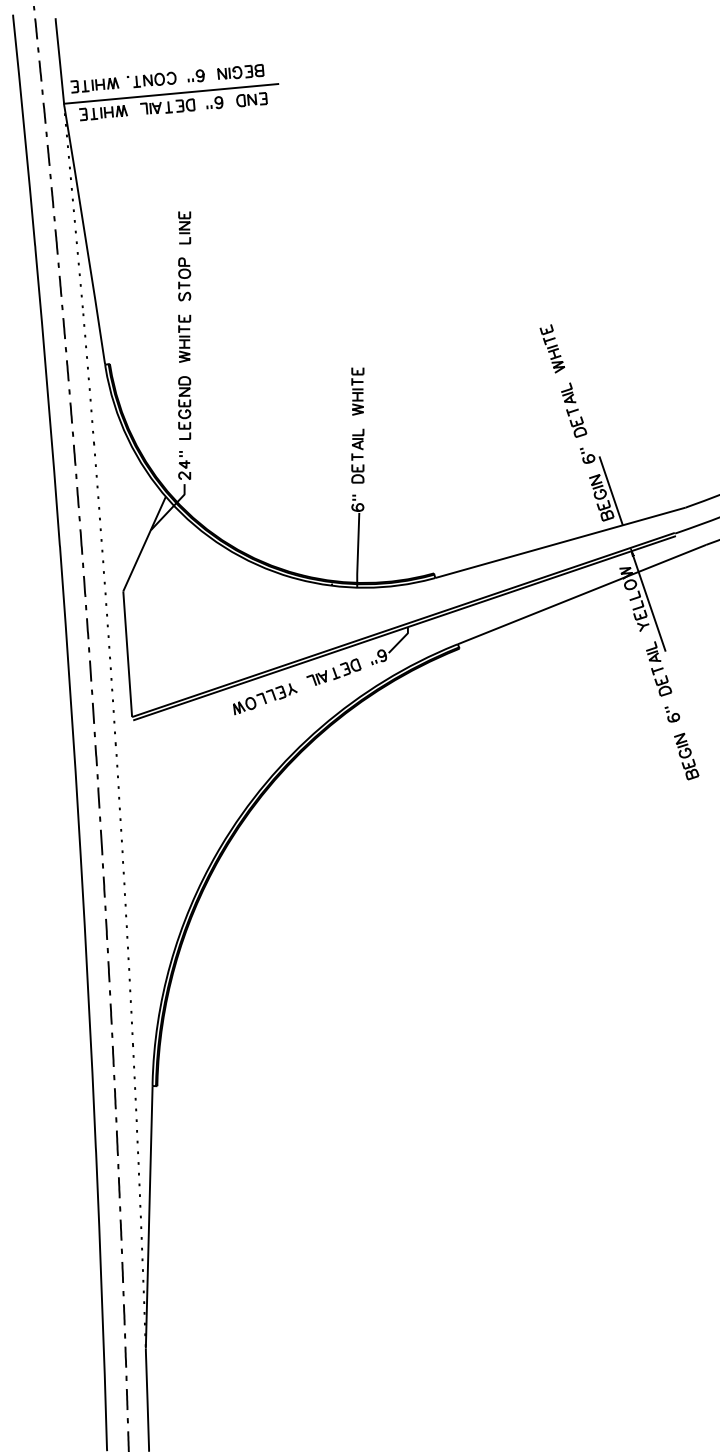 BEGIN 6" CONT. WHITE
END 6" DETAIL WHITE
24" LEGEND WHITE STOP LINE
6" DETAIL WHITE
BEGIN 6" DETAIL WHITE
6" DETAIL YELLOW
BEGIN 6" DETAIL YELLOW